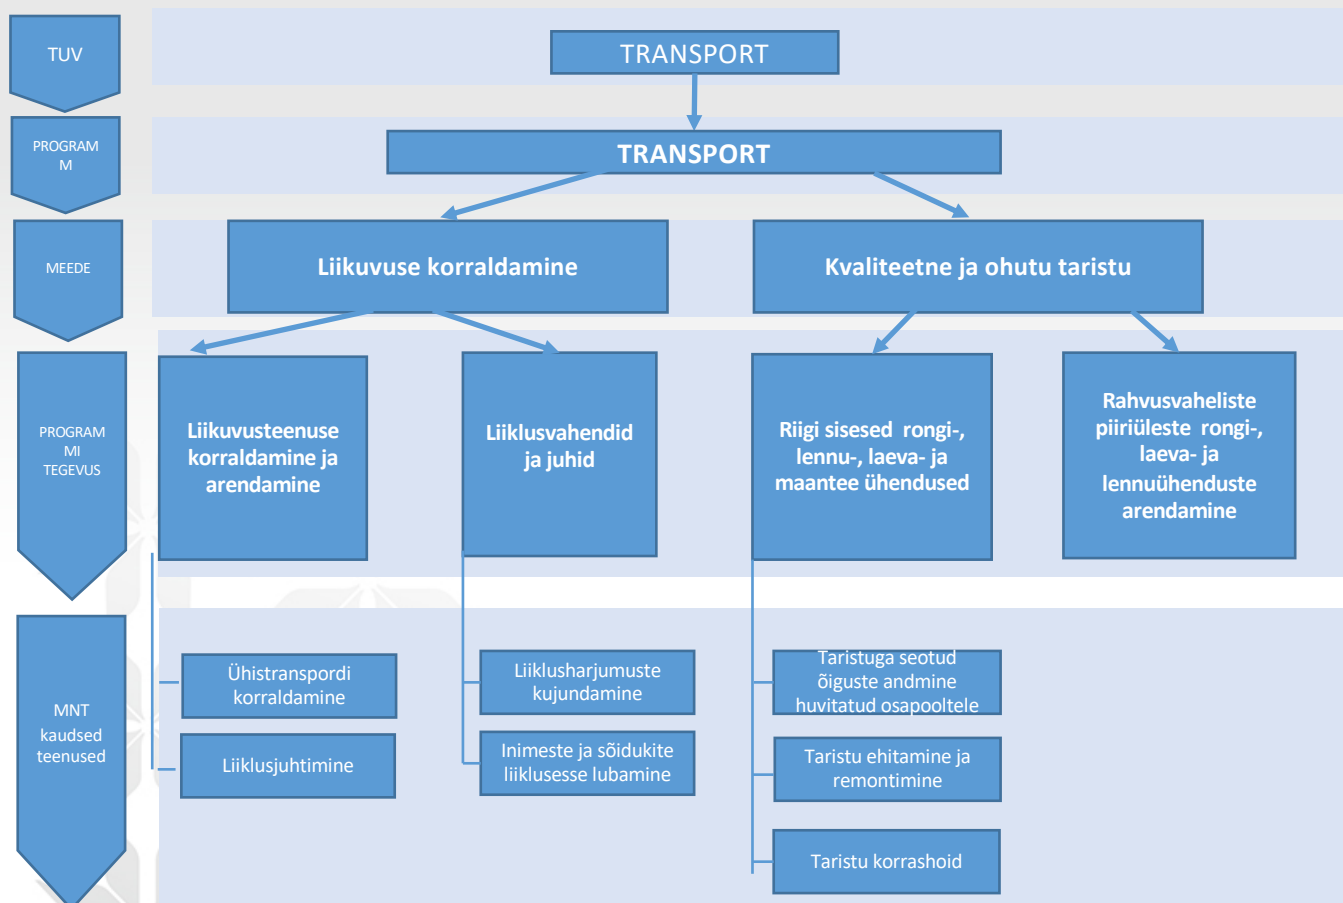 TUV
TRANSPORT
PROGRAM
M
TRANSPORT
MEEDE
Liikuvuse korraldamine
Kvaliteetne ja ohutu taristu
PROGRAM
MI
TEGEVUS
Liikuvusteenuse
korraldamine ja
arendamine
Liiklusvahendid
ja juhid
Riigi sisesed rongi-,
lennu-, laeva- ja
maantee ühendused
Rahvusvaheliste
piiriüleste rongi-,
laeva- ja
lennuühenduste
arendamine
MNT
kaudsed
teenused
Ühistranspordi
korraldamine
Liiklusjuhtimine
Liiklusharjumuste
kujundamine
Inimeste ja sõidukite
liiklusesse lubamine
Taristuga seotud
õiguste andmine
huvitatud osapooltele
Taristu ehitamine ja
remontimine
Taristu korrashoid